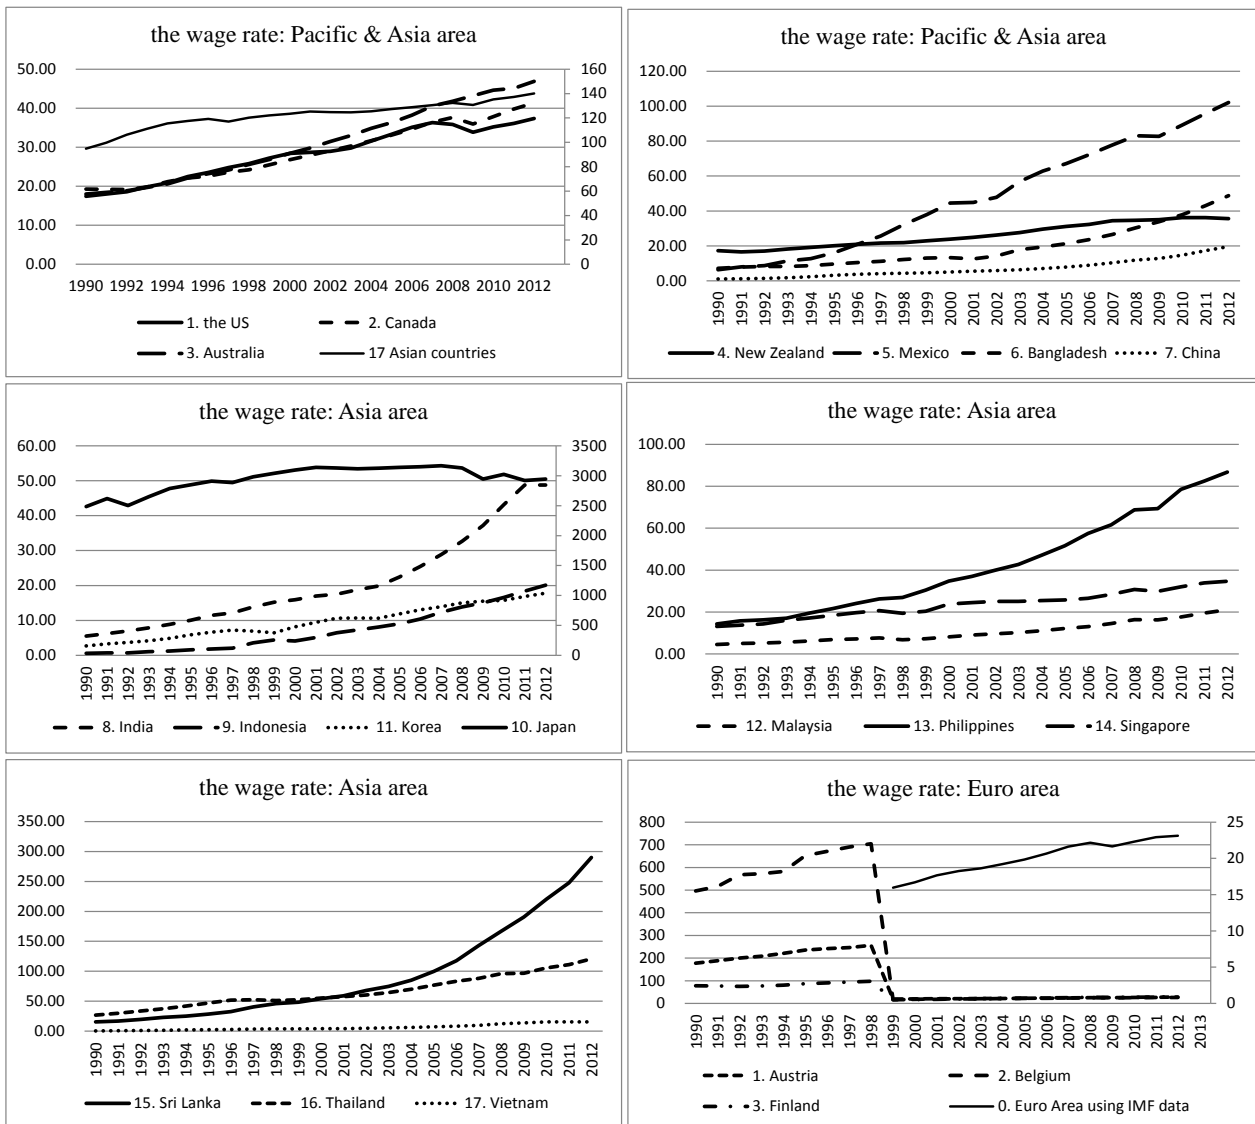 the wage rate: Pacific & Asia area
50.00
40.00
30.00
20.00
10.00
0.00
160
140
120
100
80
60
40
20
0
1990 1992 1994 1996 1998 2000 2002 2004 2006 2008 2010 2012
1. the US
2. Canada
3. Australia
17 Asian countries
the wage rate: Pacific & Asia area
120.00
100.00
80.00
60.00
40.00
20.00
0.00
1990 1991 1992 1993 1994 1995 1996 1997 1998 1999 2000 2001 2002 2003 2004 2005 2006 2007 2008 2009 2010 2011 2012
4. New Zealand 5. Mexico 6. Bangladesh 7. China
the wage rate: Asia area
60.00
50.00
40.00
30.00
20.00
10.00
0.00
3500
3000
2500
2000
1500
1000
500
0
1990 1991 1992 1993 1994 1995 1996 1997 1998 1999 2000 2001 2002 2003 2004 2005 2006 2007 2008 2009 2010 2011 2012
8. India 9. Indonesia 11. Korea 10. Japan
the wage rate: Asia area
100.00
80.00
60.00
40.00
20.00
0.00
1990 1991 1992 1993 1994 1995 1996 1997 1998 1999 2000 2001 2002 2003 2004 2005 2006 2007 2008 2009 2010 2011 2012
12. Malaysia 13. Philippines 14. Singapore
the wage rate: Asia area
350.00
300.00
250.00
200.00
150.00
100.00
50.00
0.00
1990 1991 1992 1993 1994 1995 1996 1997 1998 1999 2000 2001 2002 2003 2004 2005 2006 2007 2008 2009 2010 2011 2012
15. Sri Lanka 16. Thailand 17. Vietnam
the wage rate: Euro area
800
700
600
500
400
300
200
100
0
25
20
15
10
5
0
1990 1991 1992 1993 1994 1995 1996 1997 1998 1999 2000 2001 2002 2003 2004 2005 2006 2007 2008 2009 2010 2011 2012 2013
1. Austria
2. Belgium
3. Finland
0. Euro Area using IMF data